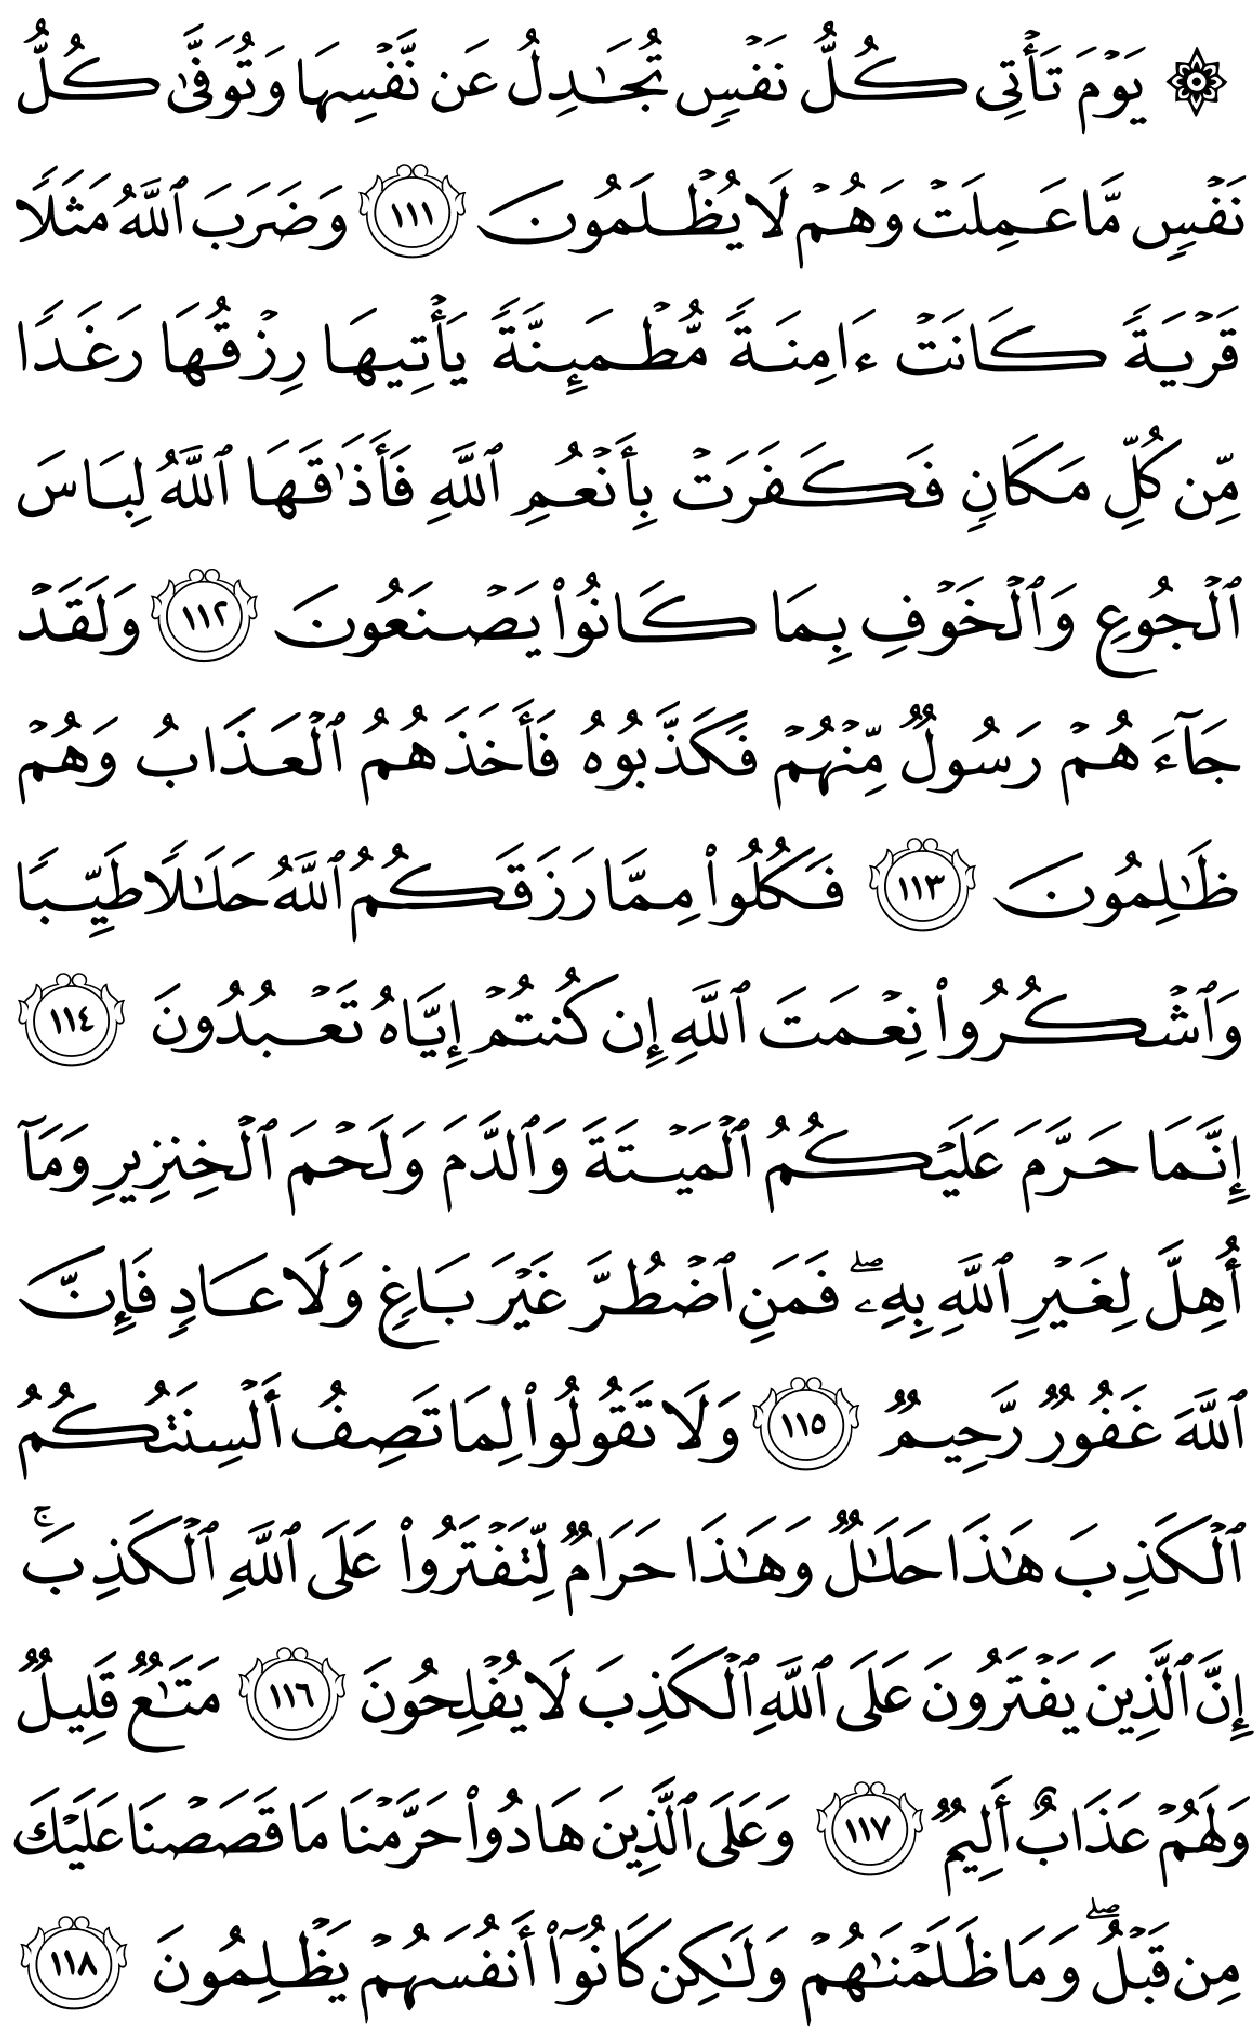 ۞ يَوْمَ تَأْتِى كُلُّ نَفْسٍ تُجَٰدِلُ عَن نَّفْسِهَا وَتُوَفَّىٰ كُلُّ
نَفْسٍ مَّا عَمِلَتْ وَهُمْ لَا يُظْلَمُونَ ١١١ وَضَرَبَ ٱللَّهُ مَثَلًا
قَرْيَةً كَانَتْ ءَامِنَةً مُّطْمَئِنَّةً يَأْتِيهَا رِزْقُهَا رَغَدًا
مِّن كُلِّ مَكَانٍ فَكَفَرَتْ بِأَنْعُمِ ٱللَّهِ فَأَذَٰقَهَا ٱللَّهُ لِبَاسَ
ٱلْجُوعِ وَٱلْخَوْفِ بِمَا كَانُوا۟ يَصْنَعُونَ ١١٢ وَلَقَدْ
جَآءَهُمْ رَسُولٌ مِّنْهُمْ فَكَذَّبُوهُ فَأَخَذَهُمُ ٱلْعَذَابُ وَهُمْ
ظَٰلِمُونَ ١١٣ فَكُلُوا۟ مِمَّا رَزَقَكُمُ ٱللَّهُ حَلَٰلًا طَيِّبًا
وَٱشْكُرُوا۟ نِعْمَتَ ٱللَّهِ إِن كُنتُمْ إِيَّاهُ تَعْبُدُونَ ١١٤
إِنَّمَا حَرَّمَ عَلَيْكُمُ ٱلْمَيْتَةَ وَٱلدَّمَ وَلَحْمَ ٱلْخِنزِيرِ وَمَآ
أُهِلَّ لِغَيْرِ ٱللَّهِ بِهِۦ ۖ فَمَنِ ٱضْطُرَّ غَيْرَ بَاغٍ وَلَا عَادٍ فَإِنَّ
ٱللَّهَ غَفُورٌ رَّحِيمٌ ١١٥ وَلَا تَقُولُوا۟ لِمَا تَصِفُ أَلْسِنَتُكُمُ
ٱلْكَذِبَ هَٰذَا حَلَٰلٌ وَهَٰذَا حَرَامٌ لِّتَفْتَرُوا۟ عَلَى ٱللَّهِ ٱلْكَذِبَ ۚ
إِنَّ ٱلَّذِينَ يَفْتَرُونَ عَلَى ٱللَّهِ ٱلْكَذِبَ لَا يُفْلِحُونَ ١١٦ مَتَٰعٌ قَلِيلٌ
وَلَهُمْ عَذَابٌ أَلِيمٌ ١١٧ وَعَلَى ٱلَّذِينَ هَادُوا۟ حَرَّمْنَا مَا قَصَصْنَا عَلَيْكَ
مِن قَبْلُ ۖ وَمَا ظَلَمْنَٰهُمْ وَلَٰكِن كَانُوٓا۟ أَنفُسَهُمْ يَظْلِمُونَ ١١٨